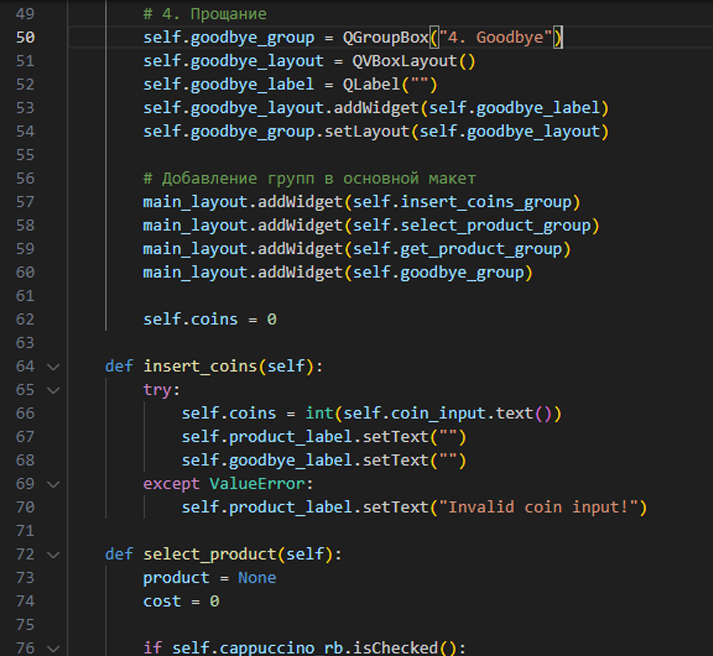 49 # 4. Прощание
50 self.goodbye_group = QGroupBox("4. Goodbye")
51 self.goodbye_layout = QVBoxLayout()
52 self.goodbye_label = QLabel("")
53 self.goodbye_layout.addWidget(self.goodbye_label)
54 self.goodbye_group.setLayout(self.goodbye_layout)
55
56 # Добавление групп в основной макет
57 main_layout.addWidget(self.insert_coins_group)
58 main_layout.addWidget(self.select_product_group)
59 main_layout.addWidget(self.get_product_group)
60 main_layout.addWidget(self.goodbye_group)
61
62 self.coins = 0
63
64 def insert_coins(self):
65 try:
66 self.coins = int(self.coin_input.text())
67 self.product_label.setText("")
68 self.goodbye_label.setText("")
69 except ValueError:
70 self.product_label.setText("Invalid coin input!")
71
72 def select_product(self):
73 product = None
74 cost = 0
75
76 if self.cappuccino_rb.isChecked():